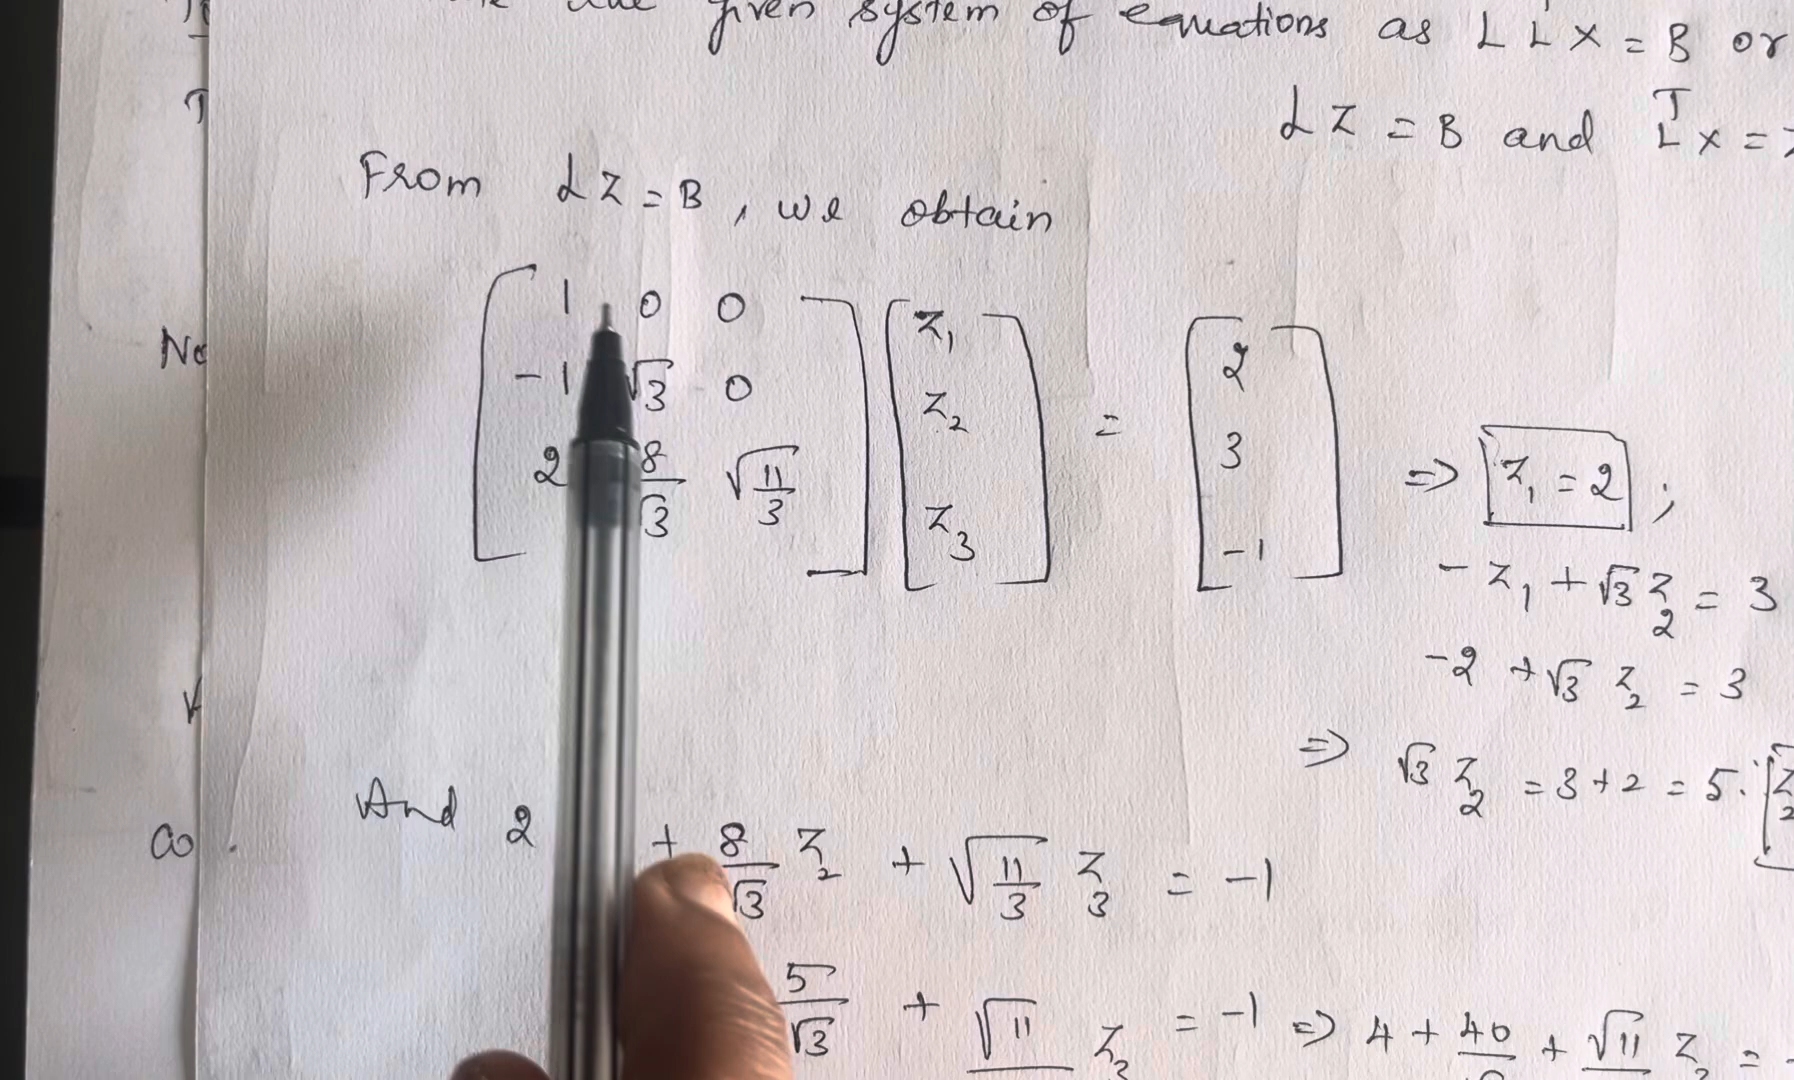 given system of equations as L Lᵀ X = B or
LZ = B and Lᵀ X =
From LZ = B, we obtain
[ 1 0 0 ] [ z₁ ] [ 2 ]
[ -1 √3 0 ] [ z₂ ] = [ 3 ] ⇒ z₁ = 2 ;
[ 2 8/√3 √(11/3) ] [ z₃ ] [ -1 ]
- z₁ + √3 z₂ = 3
-2 + √3 z₂ = 3
⇒ √3 z₂ = 3 + 2 = 5.
And 2 + 8/√3 z₂ + √(11/3) z₃ = -1
5/√3 + √11 z₃ = -1 ⇒ 4 + 40 + √11 z =